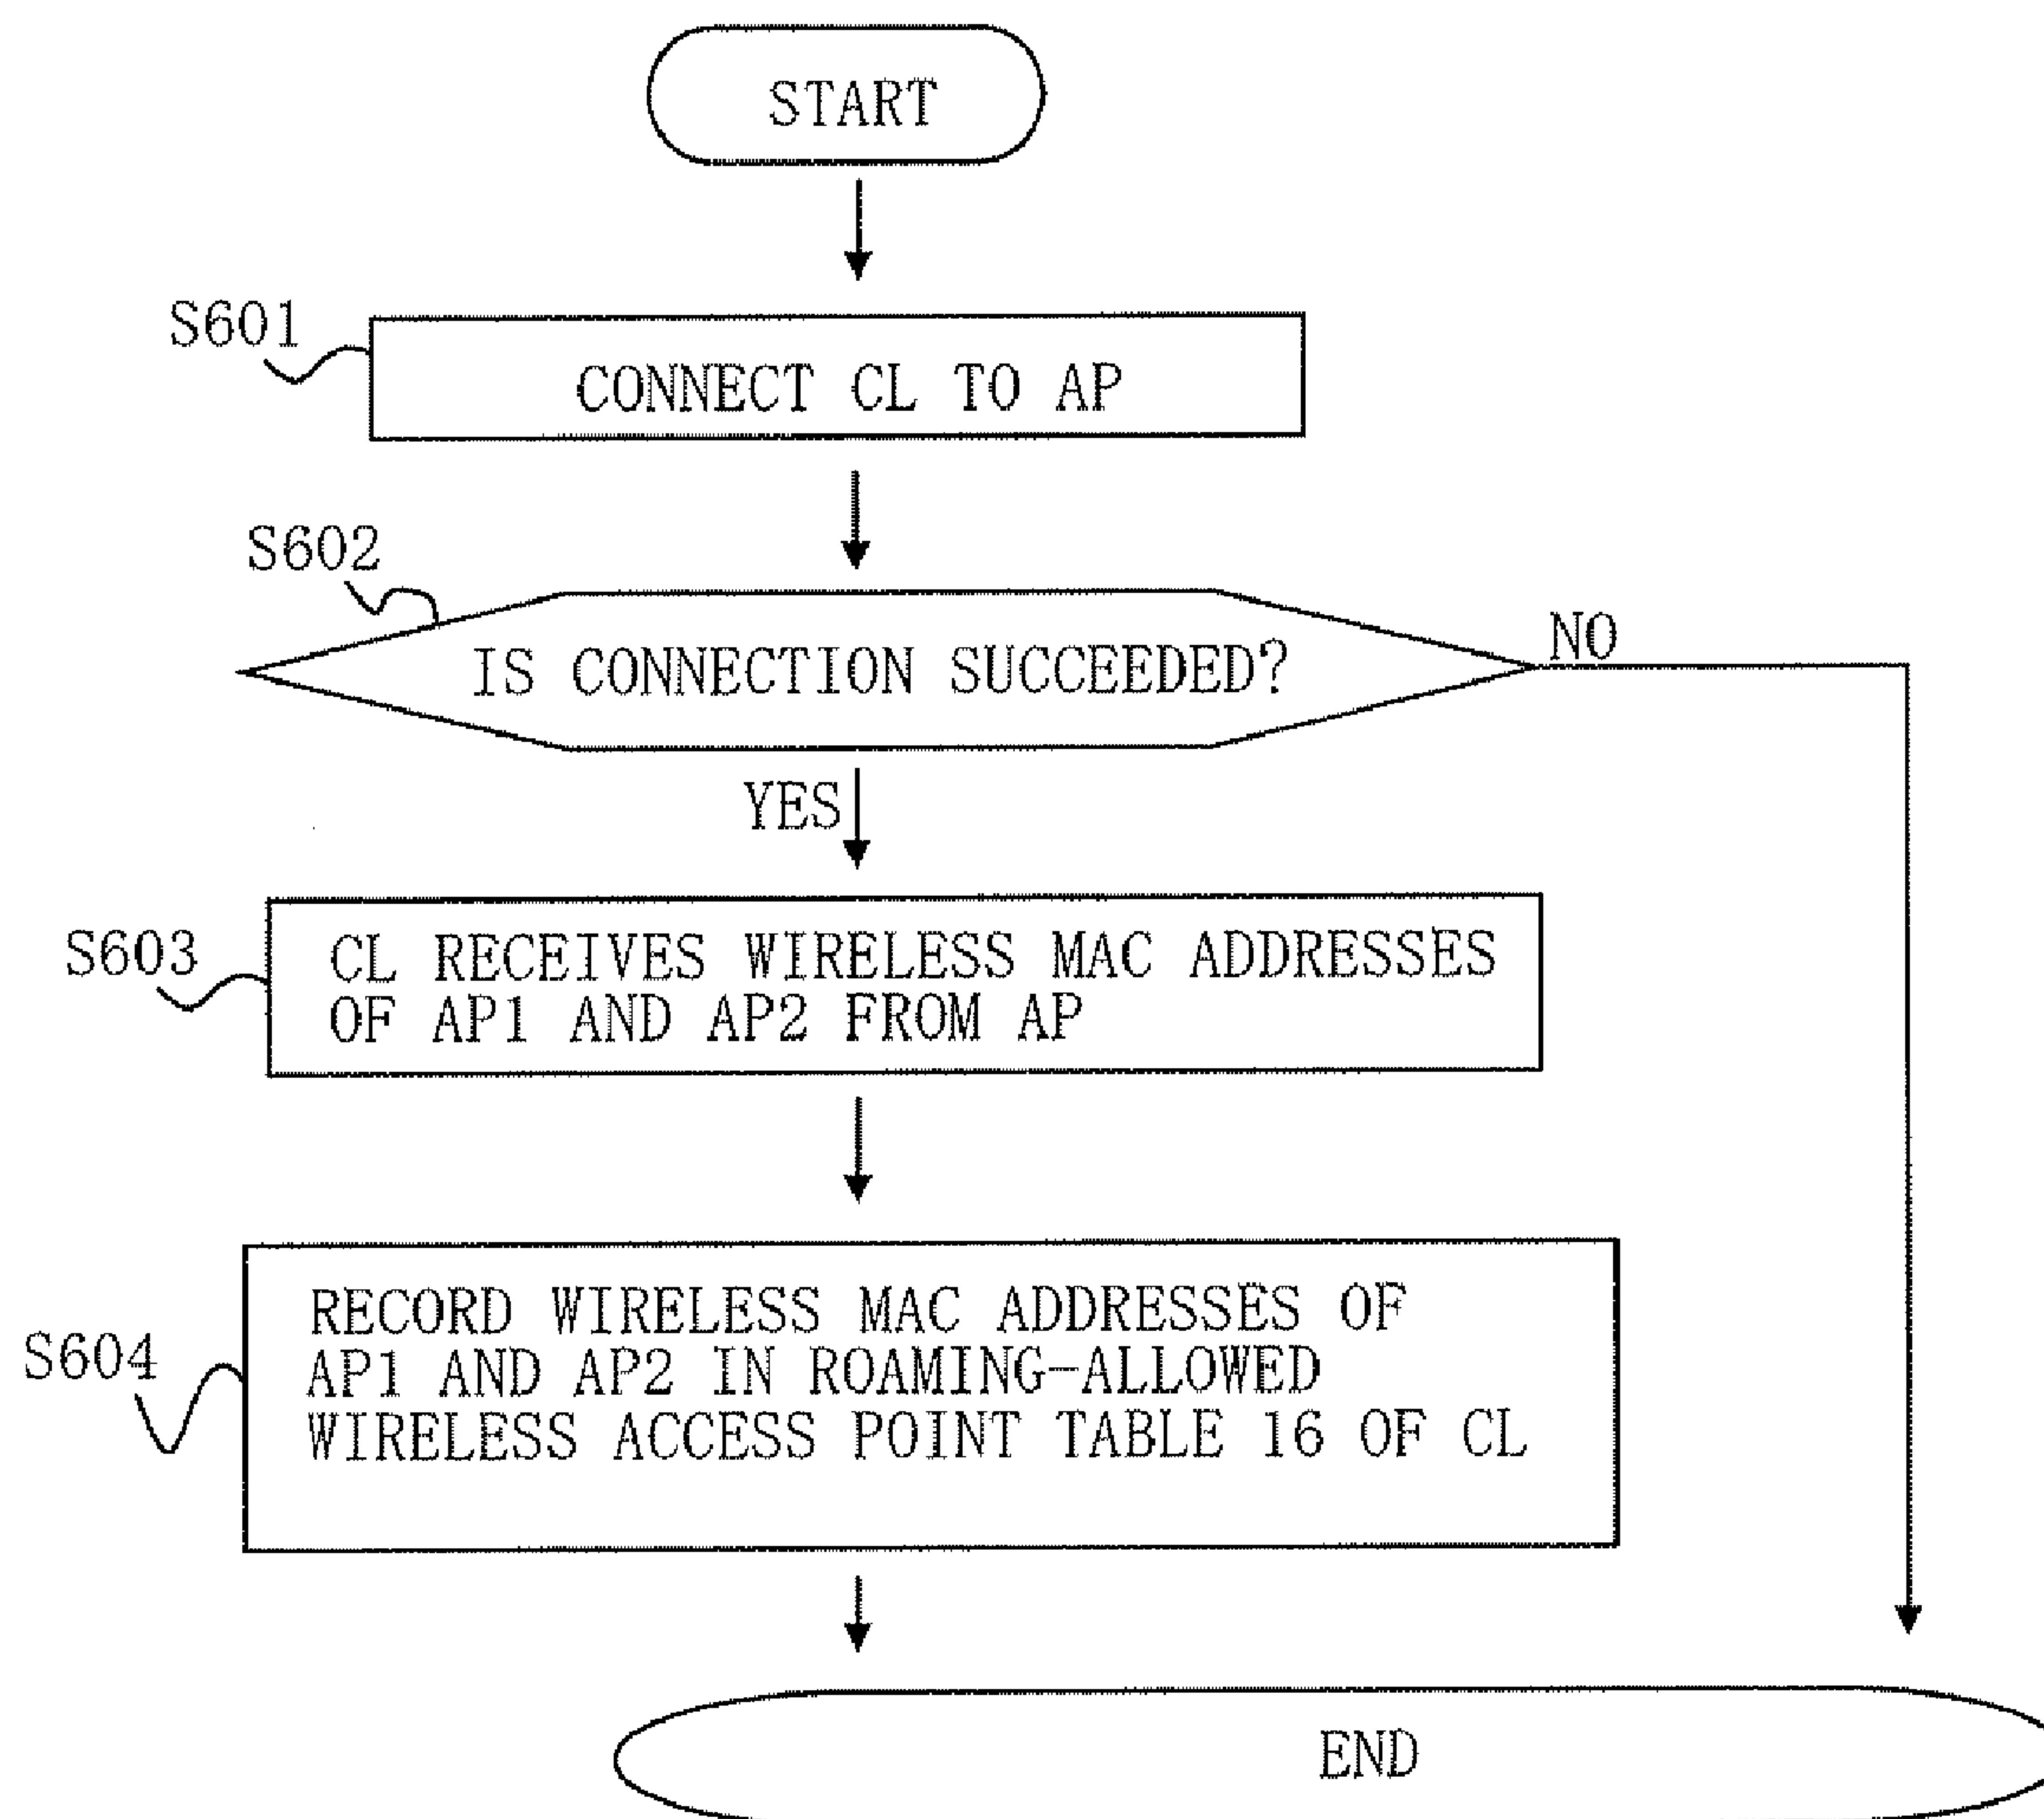 START
S601
CONNECT CL TO AP
S602
IS CONNECTION SUCCEEDED?
NO
YES
S603
CL RECEIVES WIRELESS MAC ADDRESSES
OF AP1 AND AP2 FROM AP
S604
RECORD WIRELESS MAC ADDRESSES OF
AP1 AND AP2 IN ROAMING-ALLOWED
WIRELESS ACCESS POINT TABLE 16 OF CL
END